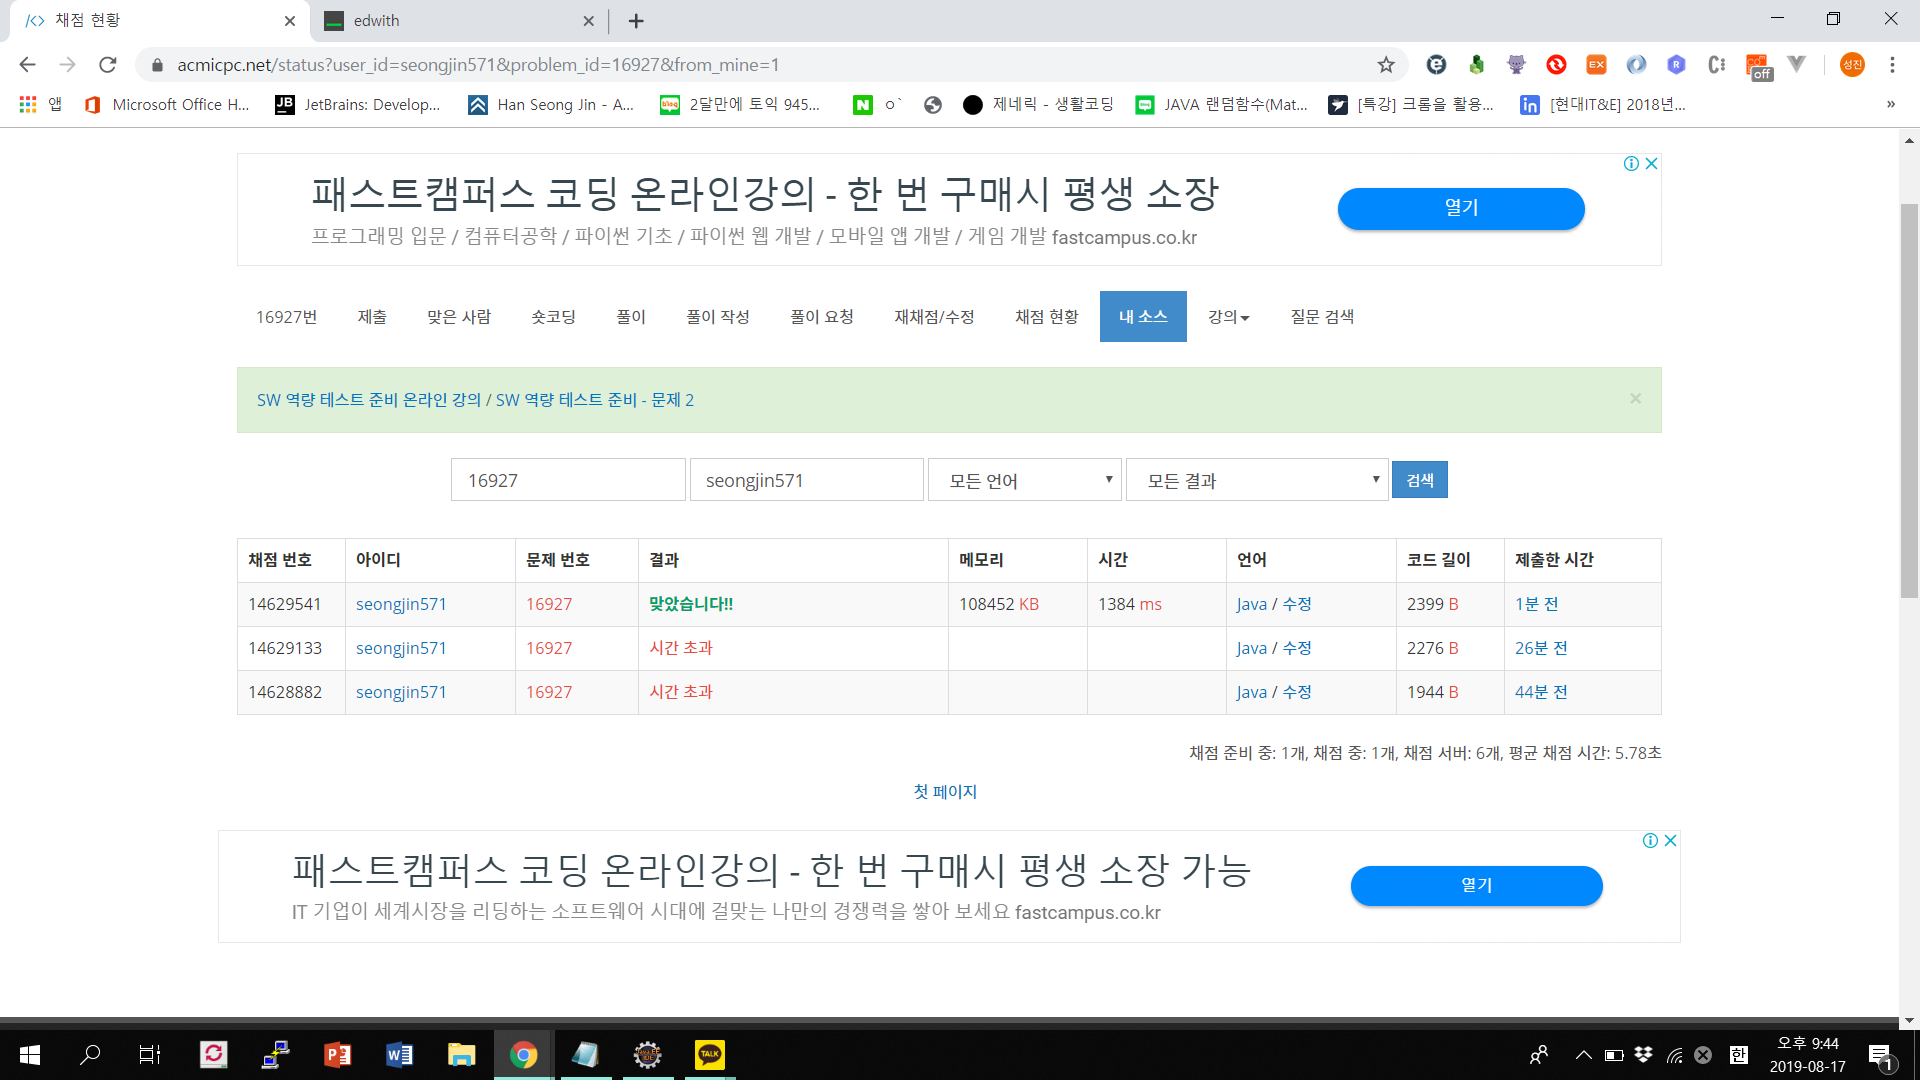 채점 현황
edwith
acmicpc.net/status?user_id=seongjin571&problem_id=16927&from_mine=1
EX
R
off
성진
앱
Microsoft Office H...
JB
JetBrains: Develop...
Han Seong Jin - A...
blog
2달만에 토익 945...
N
ㅇ`
제네릭 - 생활코딩
JAVA 랜덤함수(Mat...
[특강] 크롬을 활용...
in
[현대IT&E] 2018년...
»
패스트캠퍼스 코딩 온라인강의 - 한 번 구매시 평생 소장
프로그래밍 입문 / 컴퓨터공학 / 파이썬 기초 / 파이썬 웹 개발 / 모바일 앱 개발 / 게임 개발 fastcampus.co.kr
열기
16927번 제출 맞은 사람 숏코딩 풀이 풀이 작성 풀이 요청 재채점/수정 채점 현황 내 소스 강의 질문 검색
SW 역량 테스트 준비 온라인 강의 / SW 역량 테스트 준비 - 문제 2
×
16927 seongjin571 모든 언어 모든 결과 검색
채점 번호 아이디 문제 번호 결과 메모리 시간 언어 코드 길이 제출한 시간
14629541 seongjin571 16927 맞았습니다!! 108452 KB 1384 ms Java / 수정 2399 B 1분 전
14629133 seongjin571 16927 시간 초과 Java / 수정 2276 B 26분 전
14628882 seongjin571 16927 시간 초과 Java / 수정 1944 B 44분 전
채점 준비 중: 1개, 채점 중: 1개, 채점 서버: 6개, 평균 채점 시간: 5.78초
첫 페이지
패스트캠퍼스 코딩 온라인강의 - 한 번 구매시 평생 소장 가능
IT 기업이 세계시장을 리딩하는 소프트웨어 시대에 걸맞는 나만의 경쟁력을 쌓아 보세요 fastcampus.co.kr
열기
TALK
한
오후 9:44
2019-08-17
1